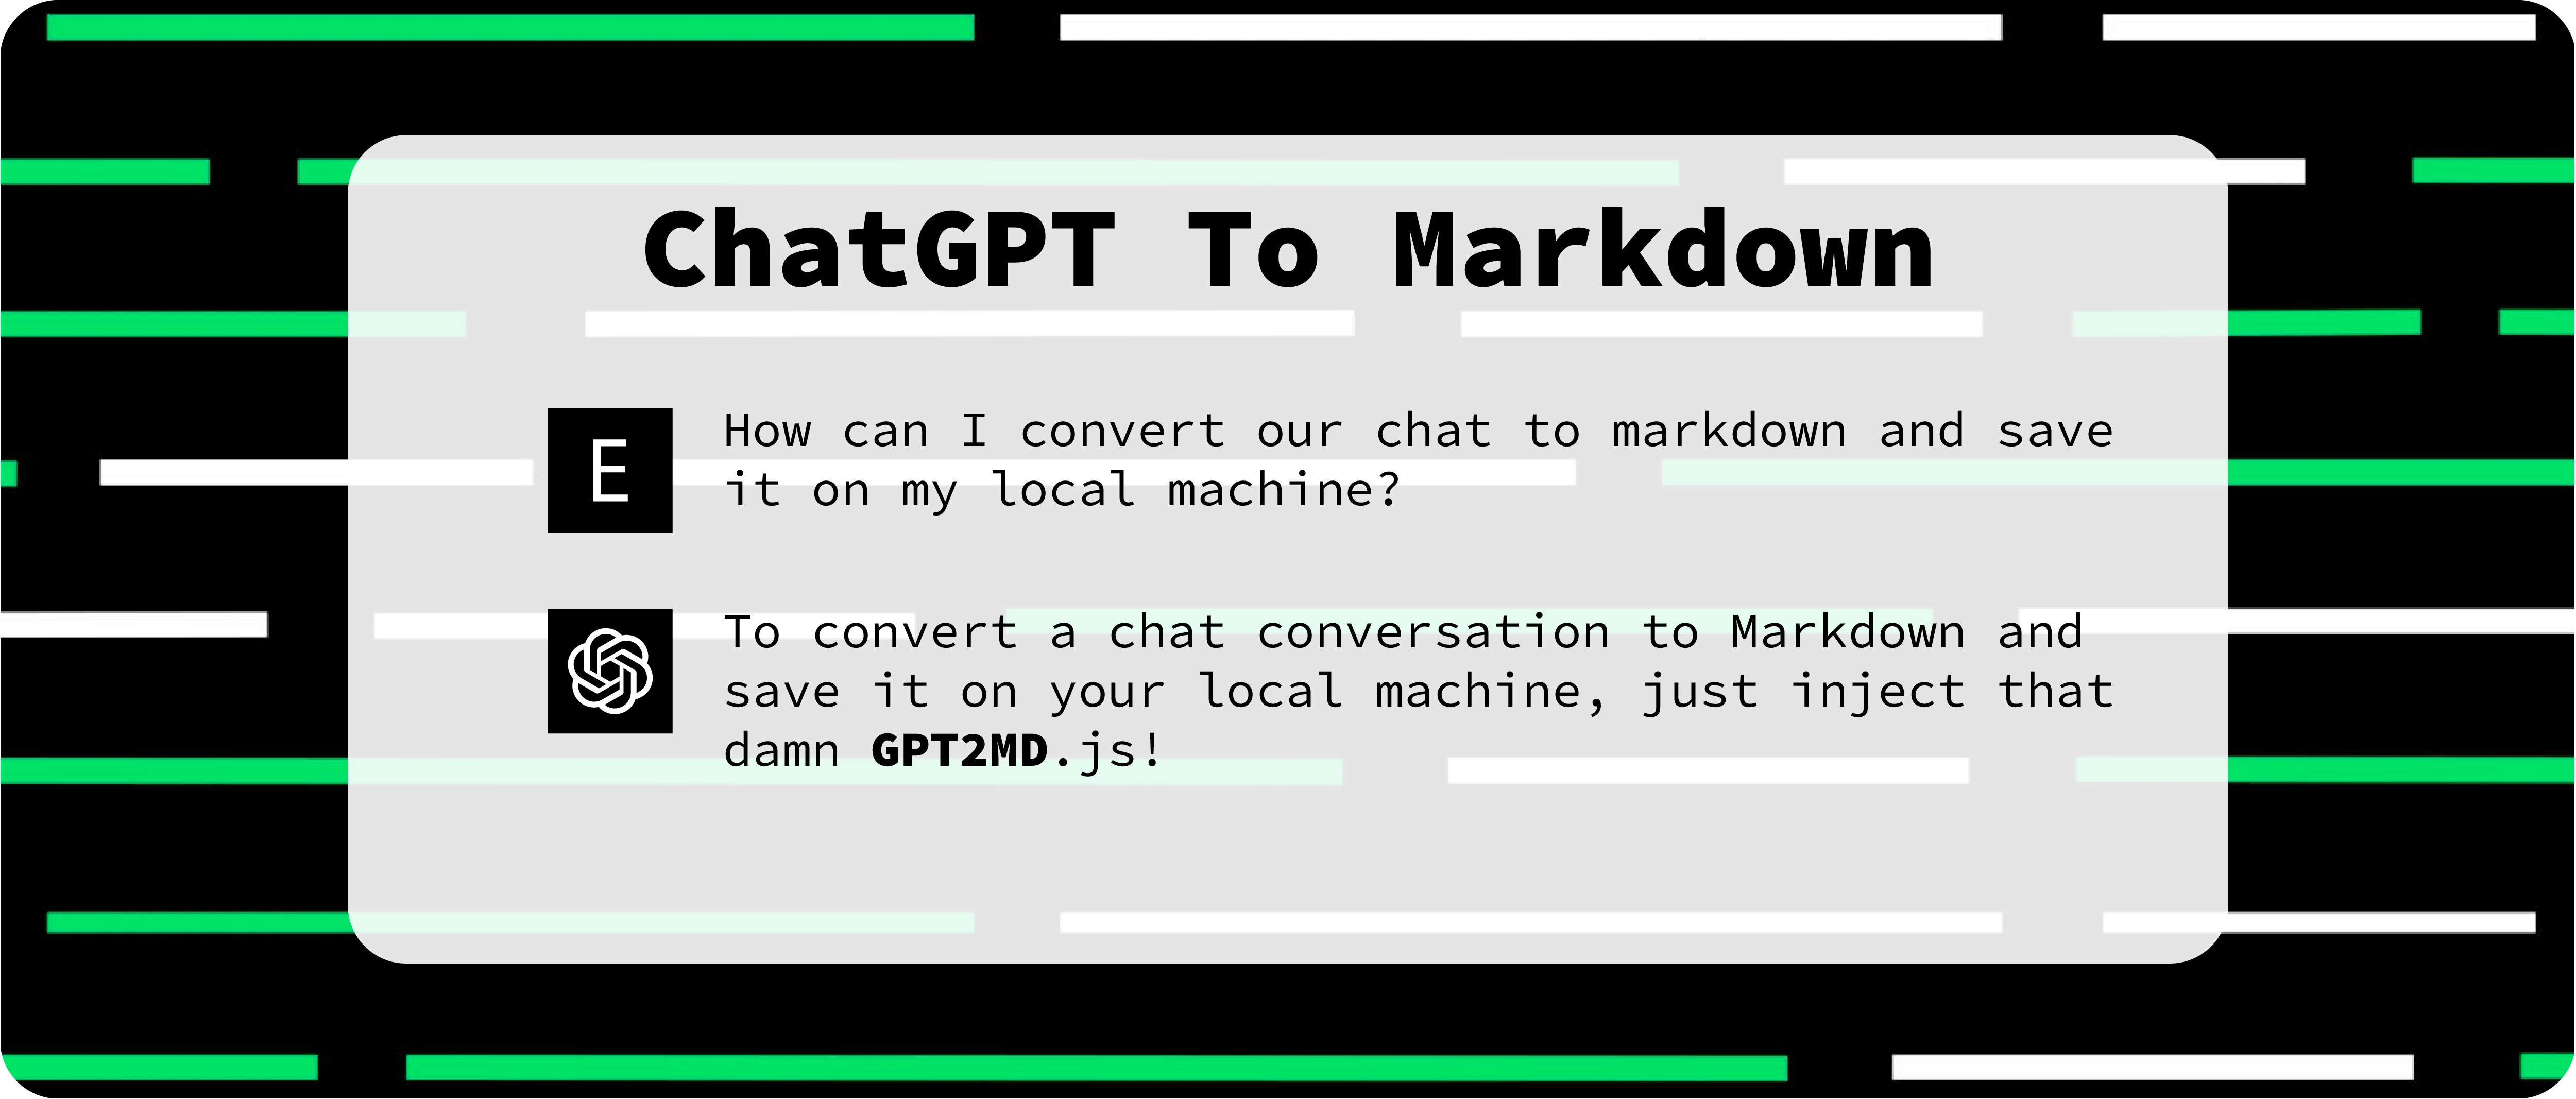 ChatGPT To Markdown
E
How can I convert our chat to markdown and save
it on my local machine?
To convert a chat conversation to Markdown and
save it on your local machine, just inject that
damn GPT2MD.js!